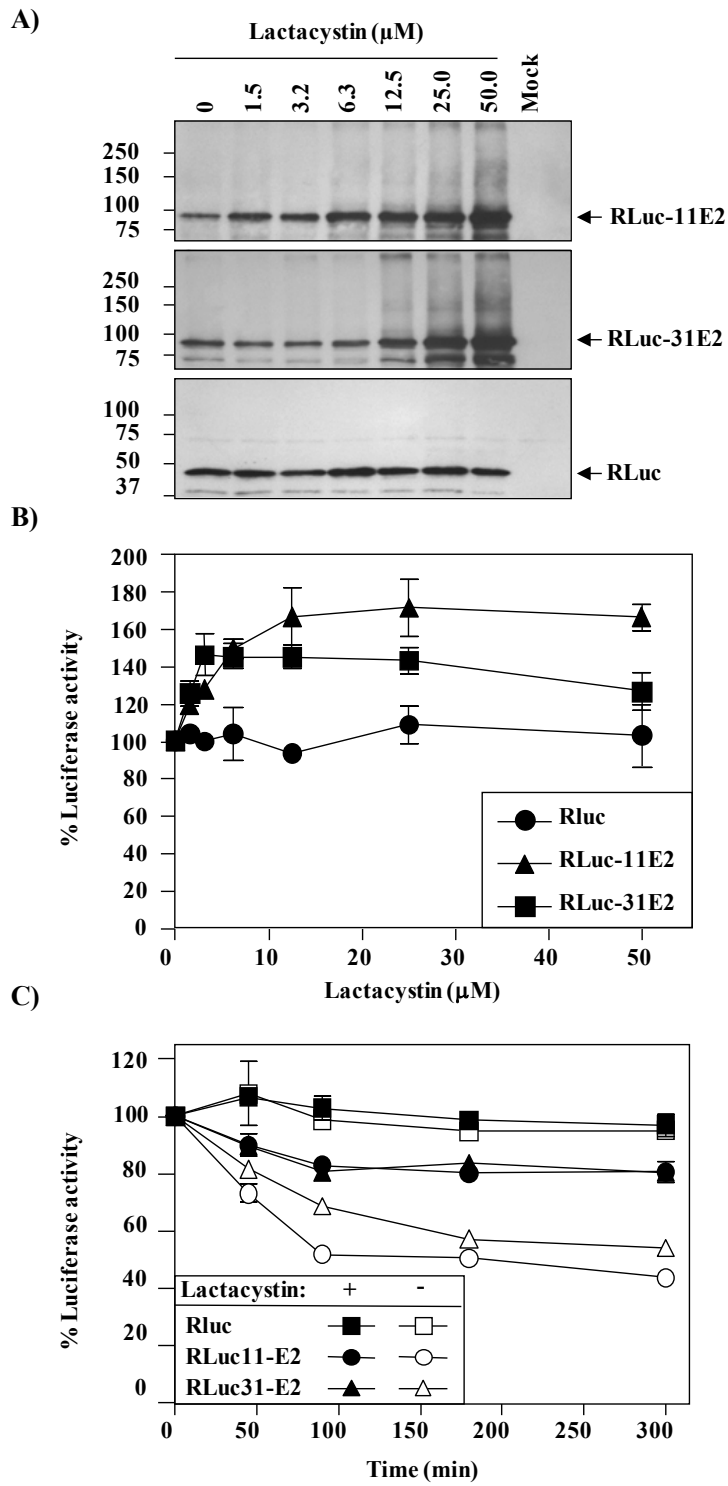 A)
Lactacystin (µM)
0 1.5 3.2 6.3 12.5 25.0 50.0 Mock
250
150
100
75
RLuc-11E2
250
150
100
75
RLuc-31E2
100
75
50
37
RLuc
B)
200
180
160
140
120
100
80
60
40
20
0
% Luciferase activity
Rluc
RLuc-11E2
RLuc-31E2
0 10 20 30 40 50
Lactacystin (µM)
C)
120
100
80
60
40
20
0
% Luciferase activity
Lactacystin: + -
Rluc
RLuc11-E2
RLuc31-E2
0 50 100 150 200 250 300
Time (min)